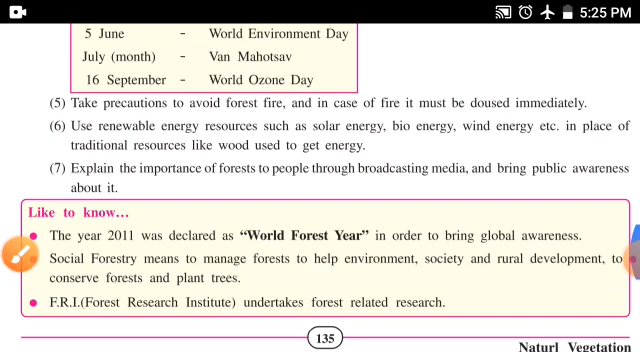 5:25 PM
5 June - World Environment Day
July (month) - Van Mahotsav
16 September - World Ozone Day
(5) Take precautions to avoid forest fire, and in case of fire it must be doused immediately.
(6) Use renewable energy resources such as solar energy, bio energy, wind energy etc. in place of
traditional resources like wood used to get energy.
(7) Explain the importance of forests to people through broadcasting media, and bring public awareness
about it.
Like to know...
● The year 2011 was declared as “World Forest Year” in order to bring global awareness.
● Social Forestry means to manage forests to help environment, society and rural development, to
conserve forests and plant trees.
● F.R.I.(Forest Research Institute) undertakes forest related research.
135
Naturl Vegetation